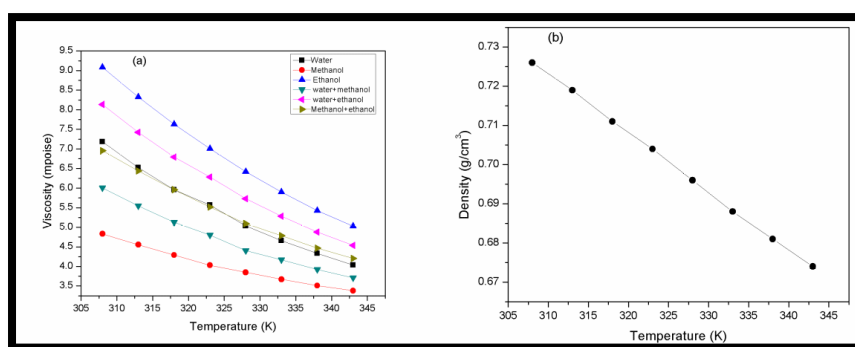 (a)
Water
Methanol
Ethanol
water+methanol
water+ethanol
Methanol+ethanol
Viscosity (mpoise)
9.5
9.0
8.5
8.0
7.5
7.0
6.5
6.0
5.5
5.0
4.5
4.0
3.5
305 310 315 320 325 330 335 340 345
Temperature (K)
(b)
Density (g/cm³)
0.73
0.72
0.71
0.70
0.69
0.68
0.67
305 310 315 320 325 330 335 340 345
Temperature (K)